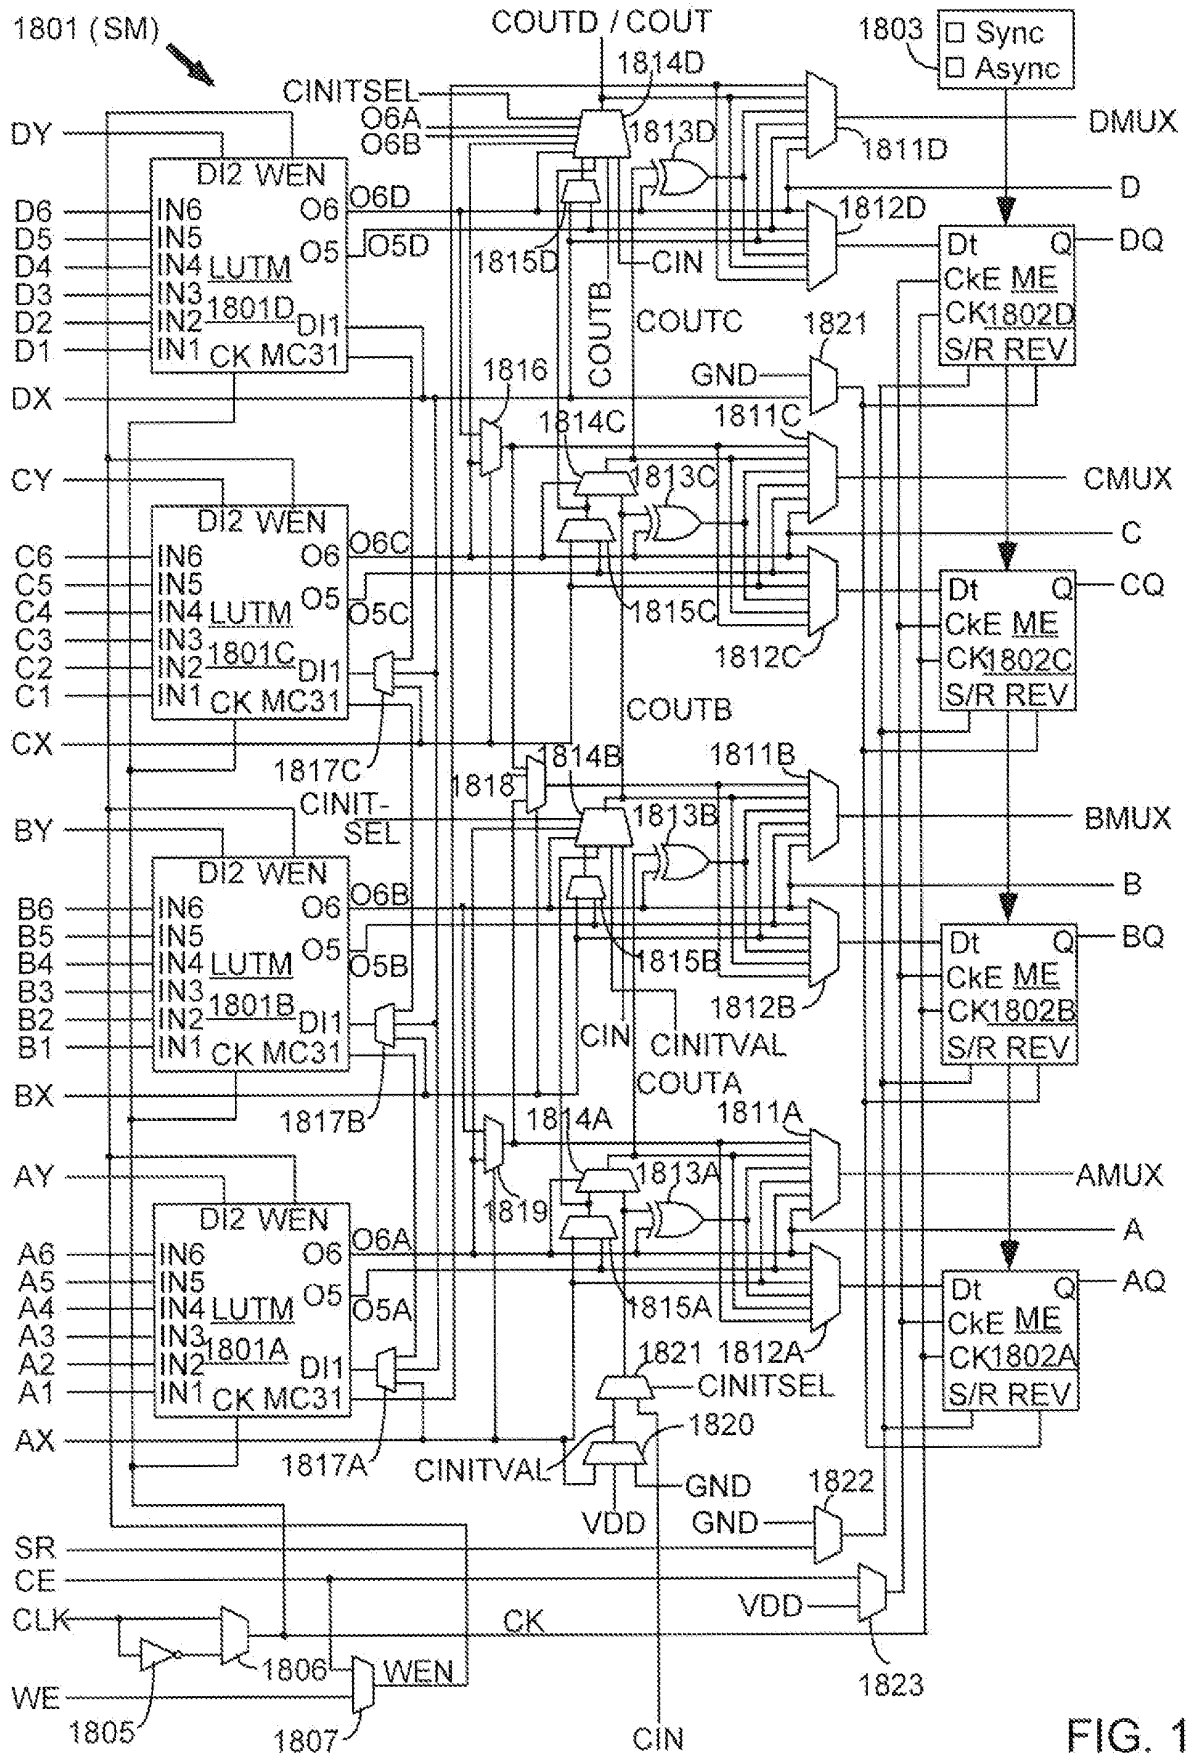 1801 (SM)
COUTD / COUT
1803
Sync
Async
CINITSEL
1814D
O6A
O6B
1813D
DY
DMUX
1811D
DI2 WEN
D
D6 IN6 O6 O6D
1812D
D5 IN5 O5 O5D
1815D
CIN
Dt Q DQ
D4 IN4 LUTM
CkE ME
D3 IN3 1801D
COUTB
COUTC
1821
CK 1802D
D2 IN2 DI1
S/R REV
D1 IN1 CK MC31
1816
GND
DX
1814C
1811C
1813C
CY
CMUX
DI2 WEN
C
C6 IN6 O6 O6C
C5 IN5 O5 O5C
Dt Q CQ
C4 IN4 LUTM
1815C
CkE ME
C3 IN3 1801C
1812C
CK 1802C
C2 IN2 DI1
S/R REV
C1 IN1 CK MC31
COUTB
CX
1817C
1818
1814B
1811B
CINIT-
SEL
1813B
BY
BMUX
DI2 WEN
B
B6 IN6 O6 O6B
B5 IN5 O5 O5B
Dt Q BQ
B4 IN4 LUTM
1815B
CkE ME
B3 IN3 1801B
1812B
CK 1802B
B2 IN2 DI1
CIN
CINITVAL
S/R REV
B1 IN1 CK MC31
COUTA
BX
1817B
1814A
1811A
1813A
AY
AMUX
DI2 WEN
1819
A
A6 IN6 O6 O6A
A5 IN5 O5 O5A
Dt Q AQ
A4 IN4 LUTM
1815A
CkE ME
A3 IN3 1801A
1812A
CK 1802A
A2 IN2 DI1
1821
CINITSEL
S/R REV
A1 IN1 CK MC31
1820
AX
1817A
CINITVAL
GND
1822
VDD
GND
SR
CE
VDD
CLK
CK
1806
WEN
1823
WE
1805
1807
CIN
FIG. 1